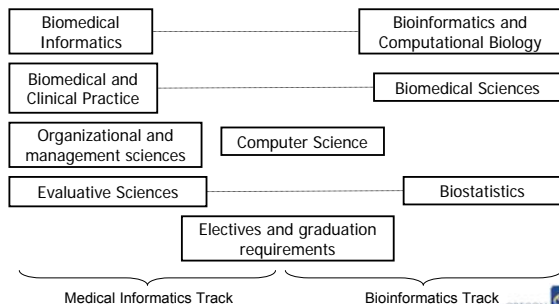 Biomedical
Informatics
Bioinformatics and
Computational Biology
Biomedical and
Clinical Practice
Biomedical Sciences
Organizational and
management sciences
Computer Science
Evaluative Sciences
Biostatistics
Electives and graduation
requirements
Medical Informatics Track
Bioinformatics Track